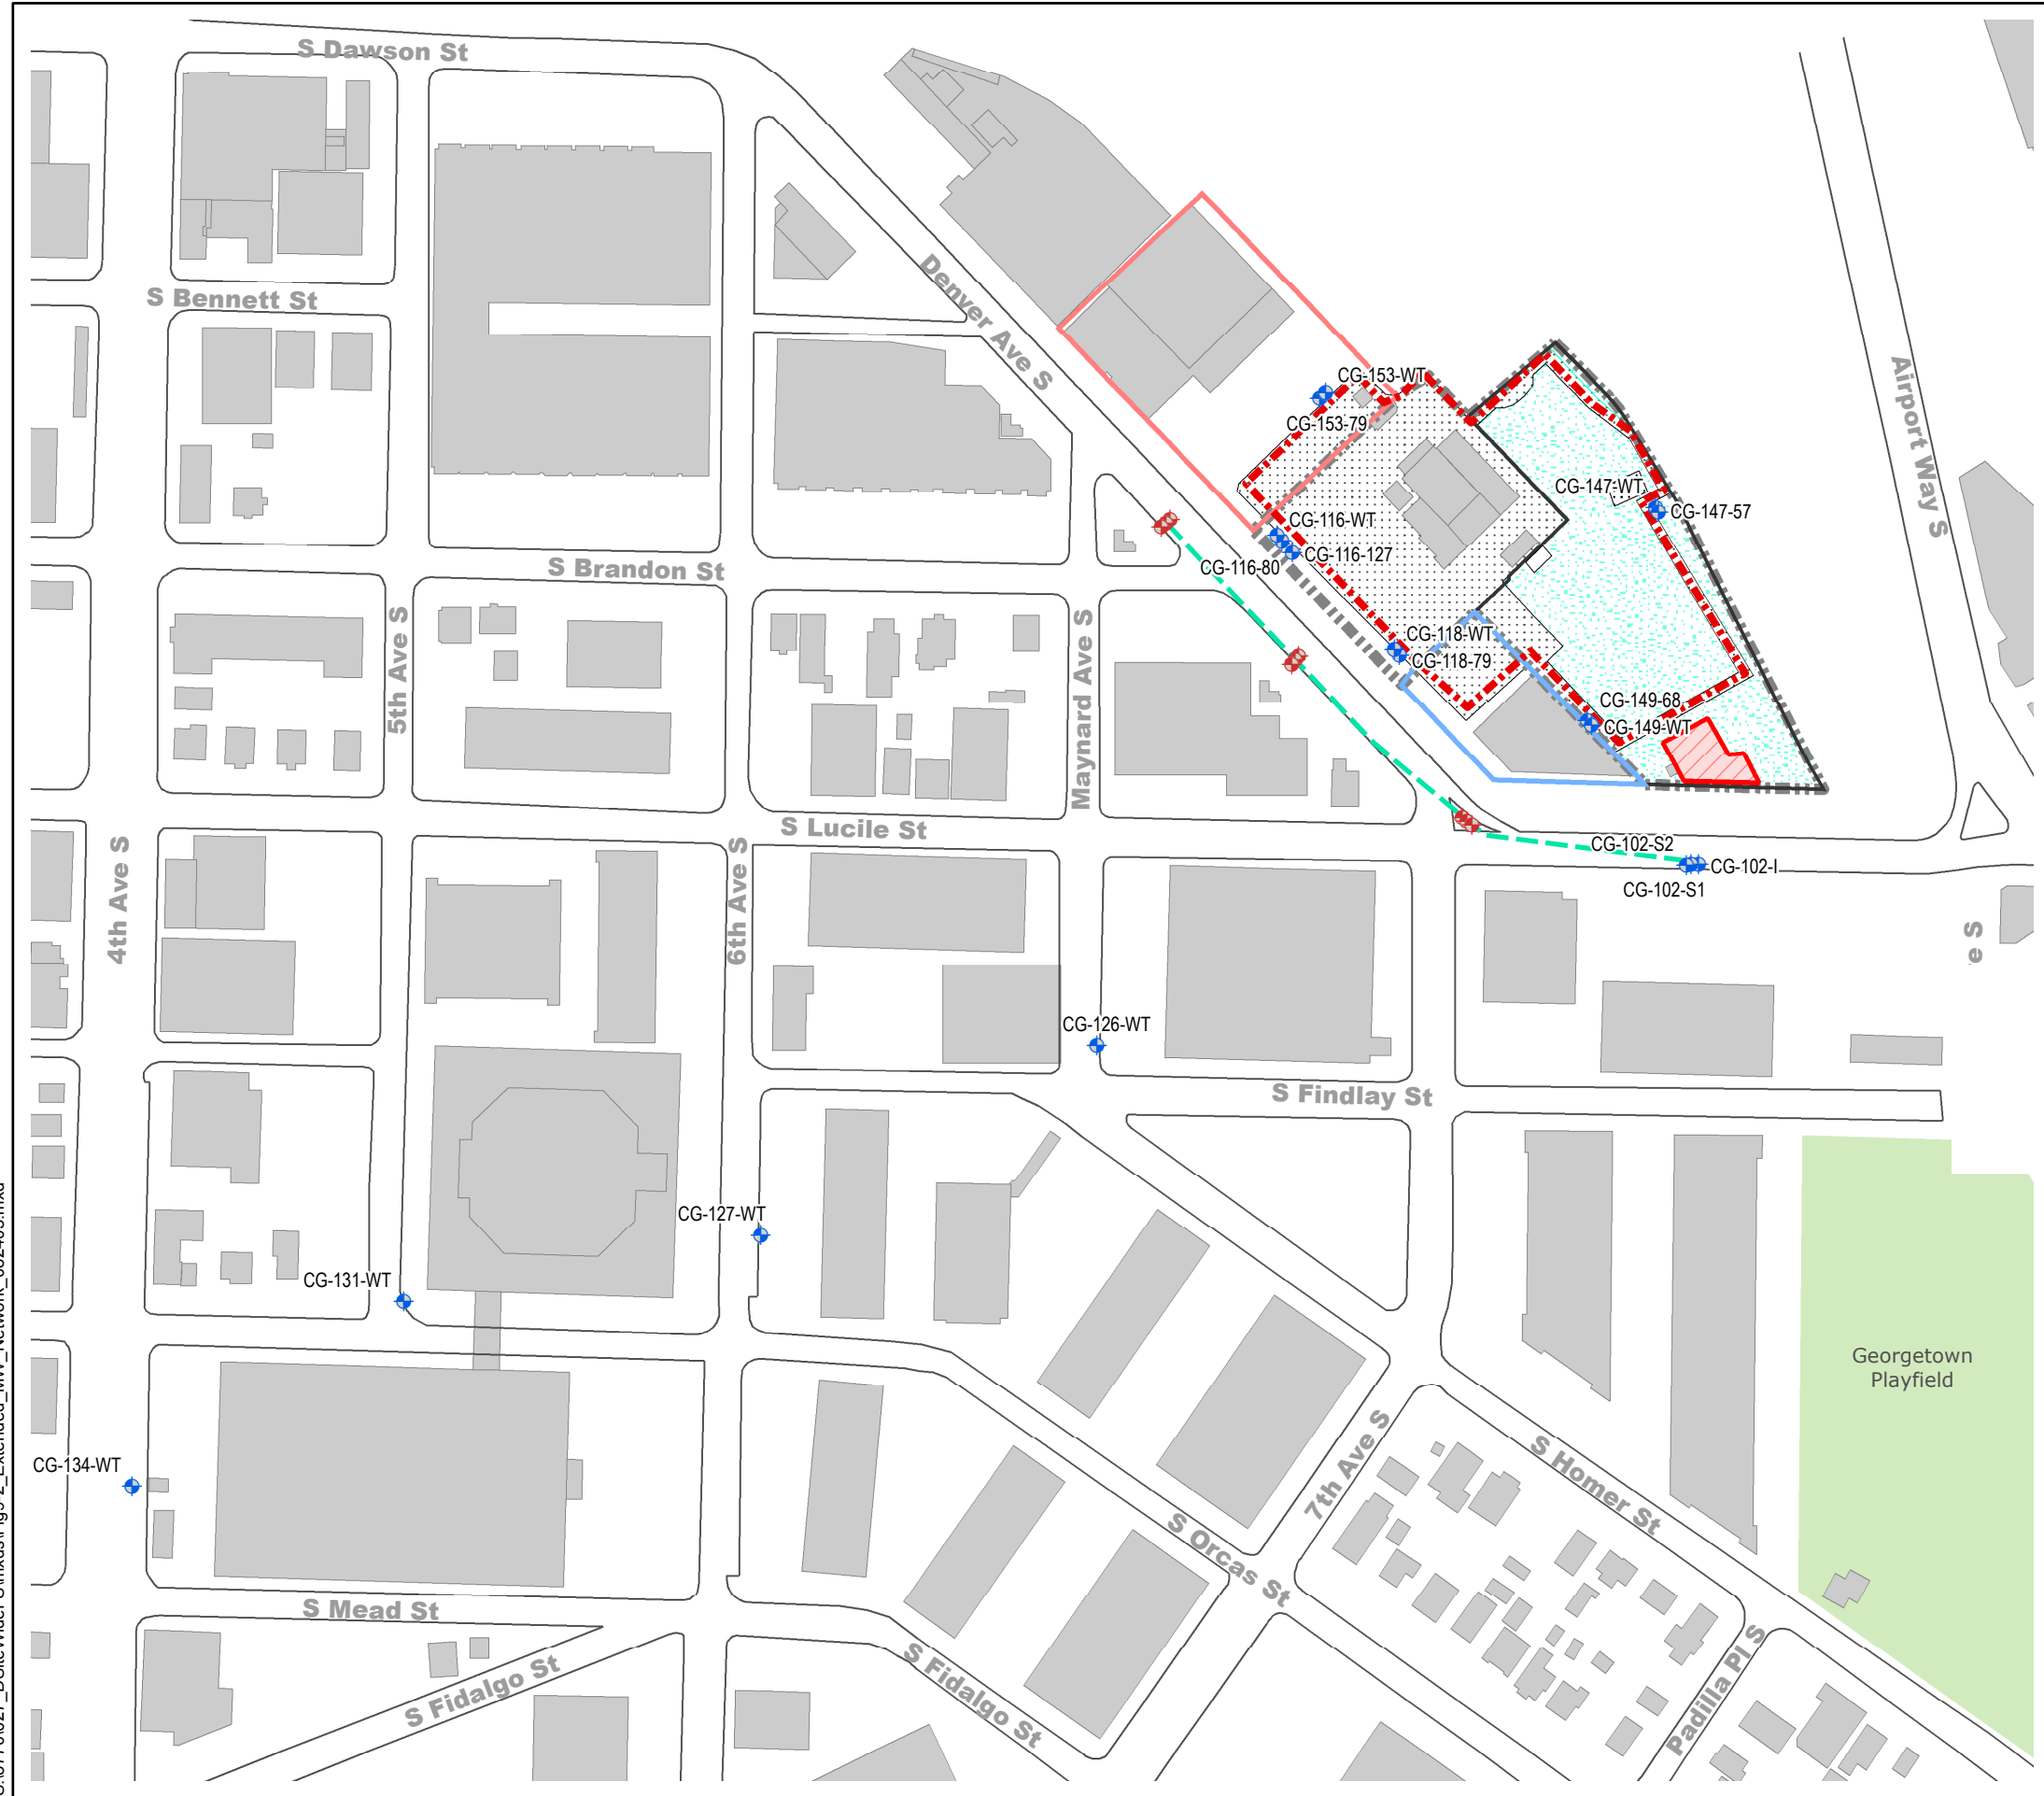 S Dawson St
S Bennett St
Denver Ave S
Airport Way S
CG-153-WT
CG-153-79
CG-147-WT
CG-147-57
CG-116-WT
CG-116-127
CG-116-80
S Brandon St
5th Ave S
Maynard Ave S
CG-118-WT
CG-118-79
CG-149-68
CG-149-WT
S Lucile St
4th Ave S
6th Ave S
CG-102-S2
CG-102-I
CG-102-S1
e S
CG-126-WT
S Findlay St
CG-127-WT
CG-131-WT
Georgetown
Playfield
CG-134-WT
7th Ave S
S Homer St
S Orcas St
S Mead St
S Fidalgo St
S Fidalgo St
Padilla Pl S